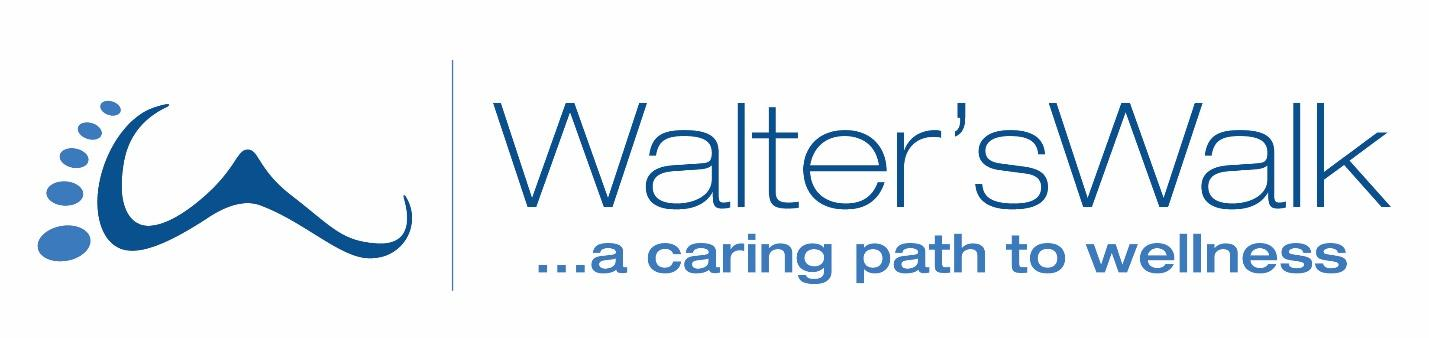 Walter'sWalk
...a caring path to wellness